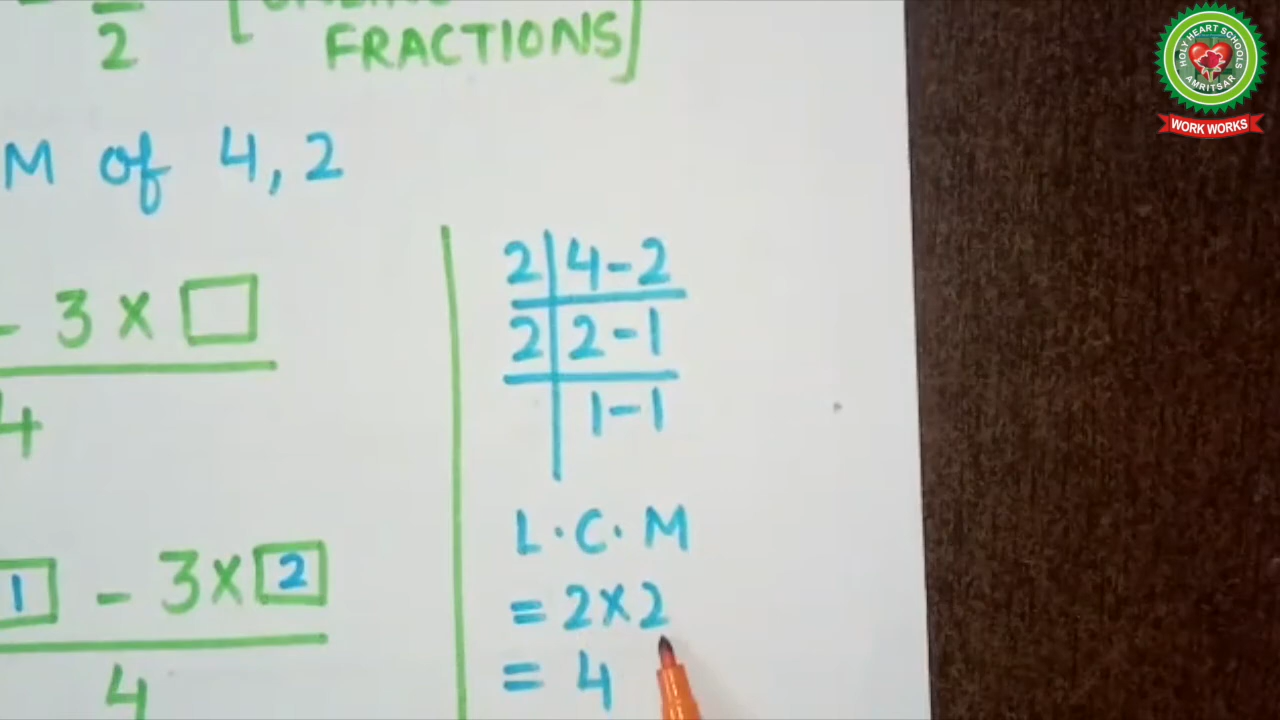 2
FRACTIONS]
M of 4, 2
- 3 × □
4
1 - 3 × 2
4
2 | 4 - 2
2 | 2 - 1
1 - 1
L.C.M
= 2 × 2
= 4
HOLY HEART SCHOOLS
AMRITSAR
WORK WORKS